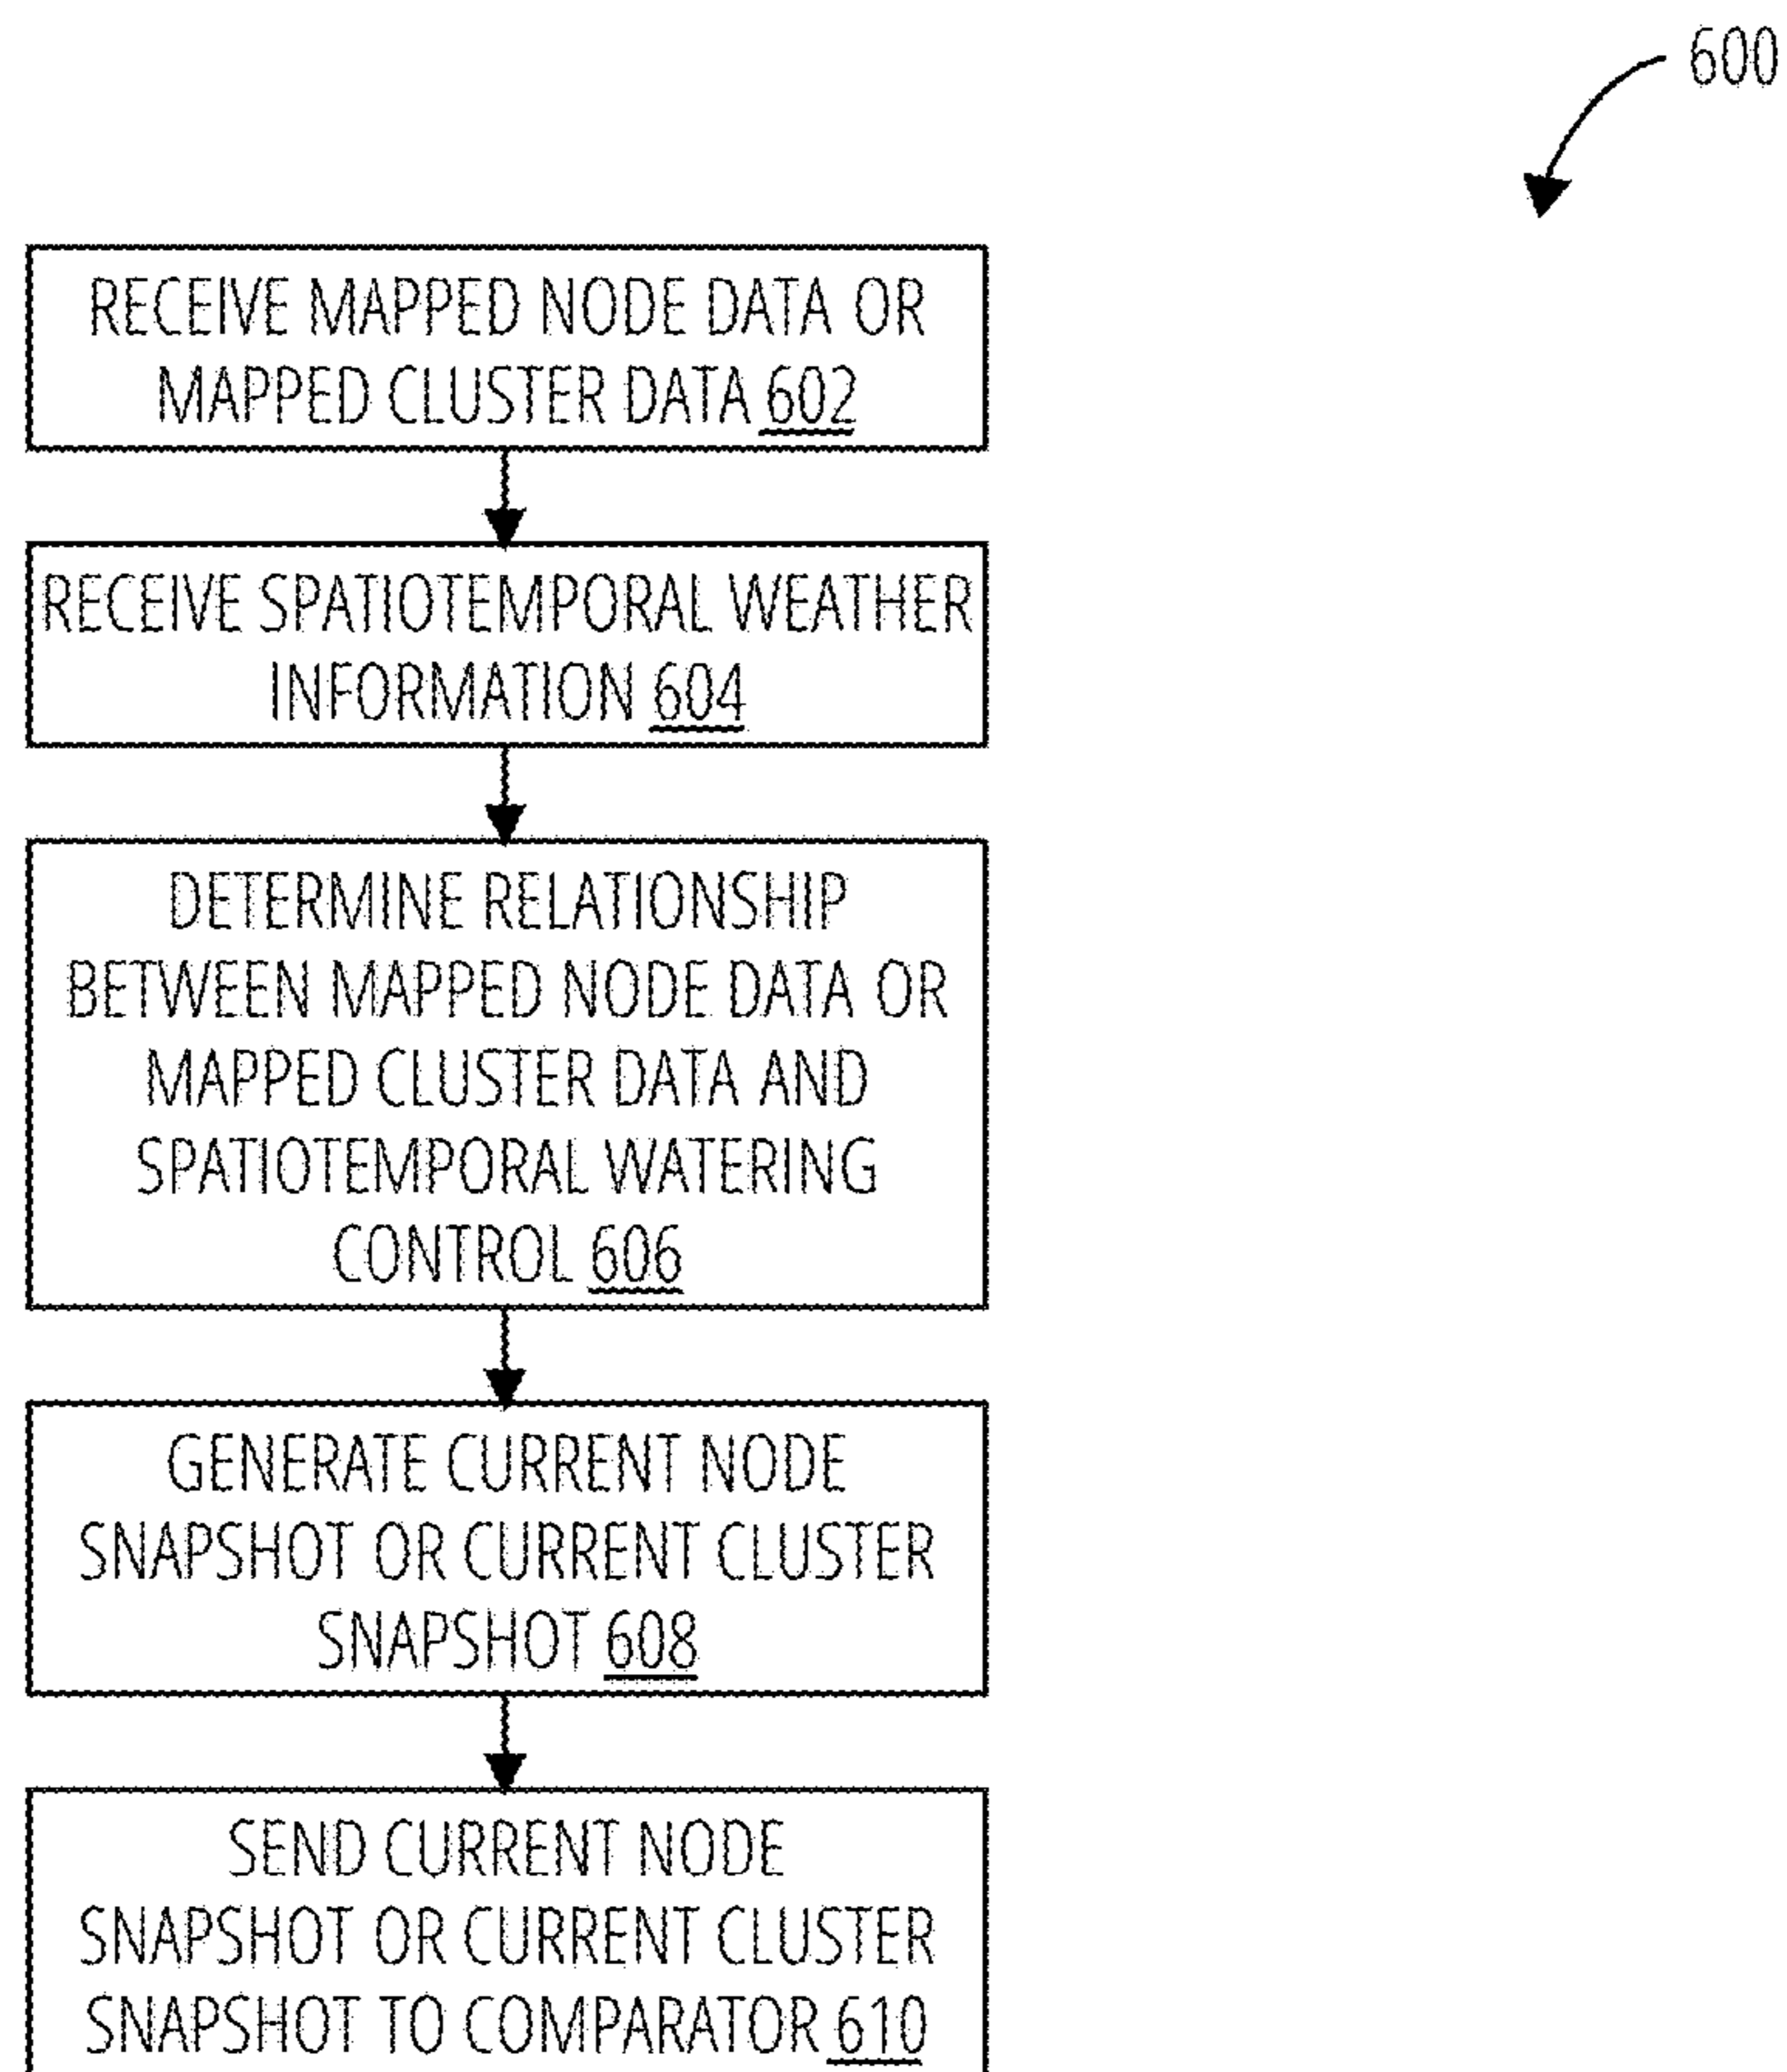 600
RECEIVE MAPPED NODE DATA OR
MAPPED CLUSTER DATA 602
RECEIVE SPATIOTEMPORAL WEATHER
INFORMATION 604
DETERMINE RELATIONSHIP
BETWEEN MAPPED NODE DATA OR
MAPPED CLUSTER DATA AND
SPATIOTEMPORAL WATERING
CONTROL 606
GENERATE CURRENT NODE
SNAPSHOT OR CURRENT CLUSTER
SNAPSHOT 608
SEND CURRENT NODE
SNAPSHOT OR CURRENT CLUSTER
SNAPSHOT TO COMPARATOR 610